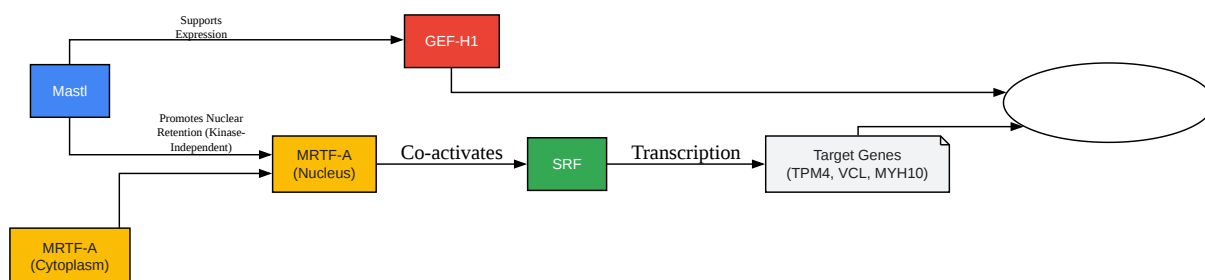 Supports
Expression
GEF-H1
Mastl
Promotes Nuclear
Retention (Kinase-
Independent)
MRTF-A
(Nucleus)
Co-activates
SRF
Transcription
Target Genes
(TPM4, VCL, MYH10)
MRTF-A
(Cytoplasm)